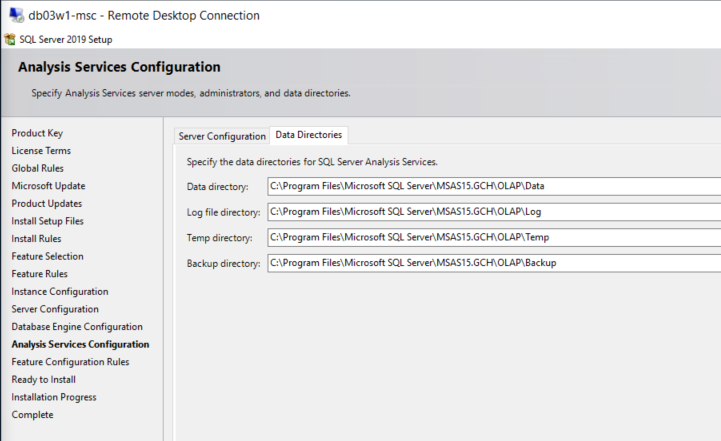 db03w1-msc - Remote Desktop Connection
SQL Server 2019 Setup
Analysis Services Configuration
Specify Analysis Services server modes, administrators, and data directories.
Product Key
License Terms
Global Rules
Microsoft Update
Product Updates
Install Setup Files
Install Rules
Feature Selection
Feature Rules
Instance Configuration
Server Configuration
Database Engine Configuration
Analysis Services Configuration
Feature Configuration Rules
Ready to Install
Installation Progress
Complete
Server Configuration Data Directories
Specify the data directories for SQL Server Analysis Services.
Data directory: C:\Program Files\Microsoft SQL Server\MSAS15.GCH\OLAP\Data
Log file directory: C:\Program Files\Microsoft SQL Server\MSAS15.GCH\OLAP\Log
Temp directory: C:\Program Files\Microsoft SQL Server\MSAS15.GCH\OLAP\Temp
Backup directory: C:\Program Files\Microsoft SQL Server\MSAS15.GCH\OLAP\Backup